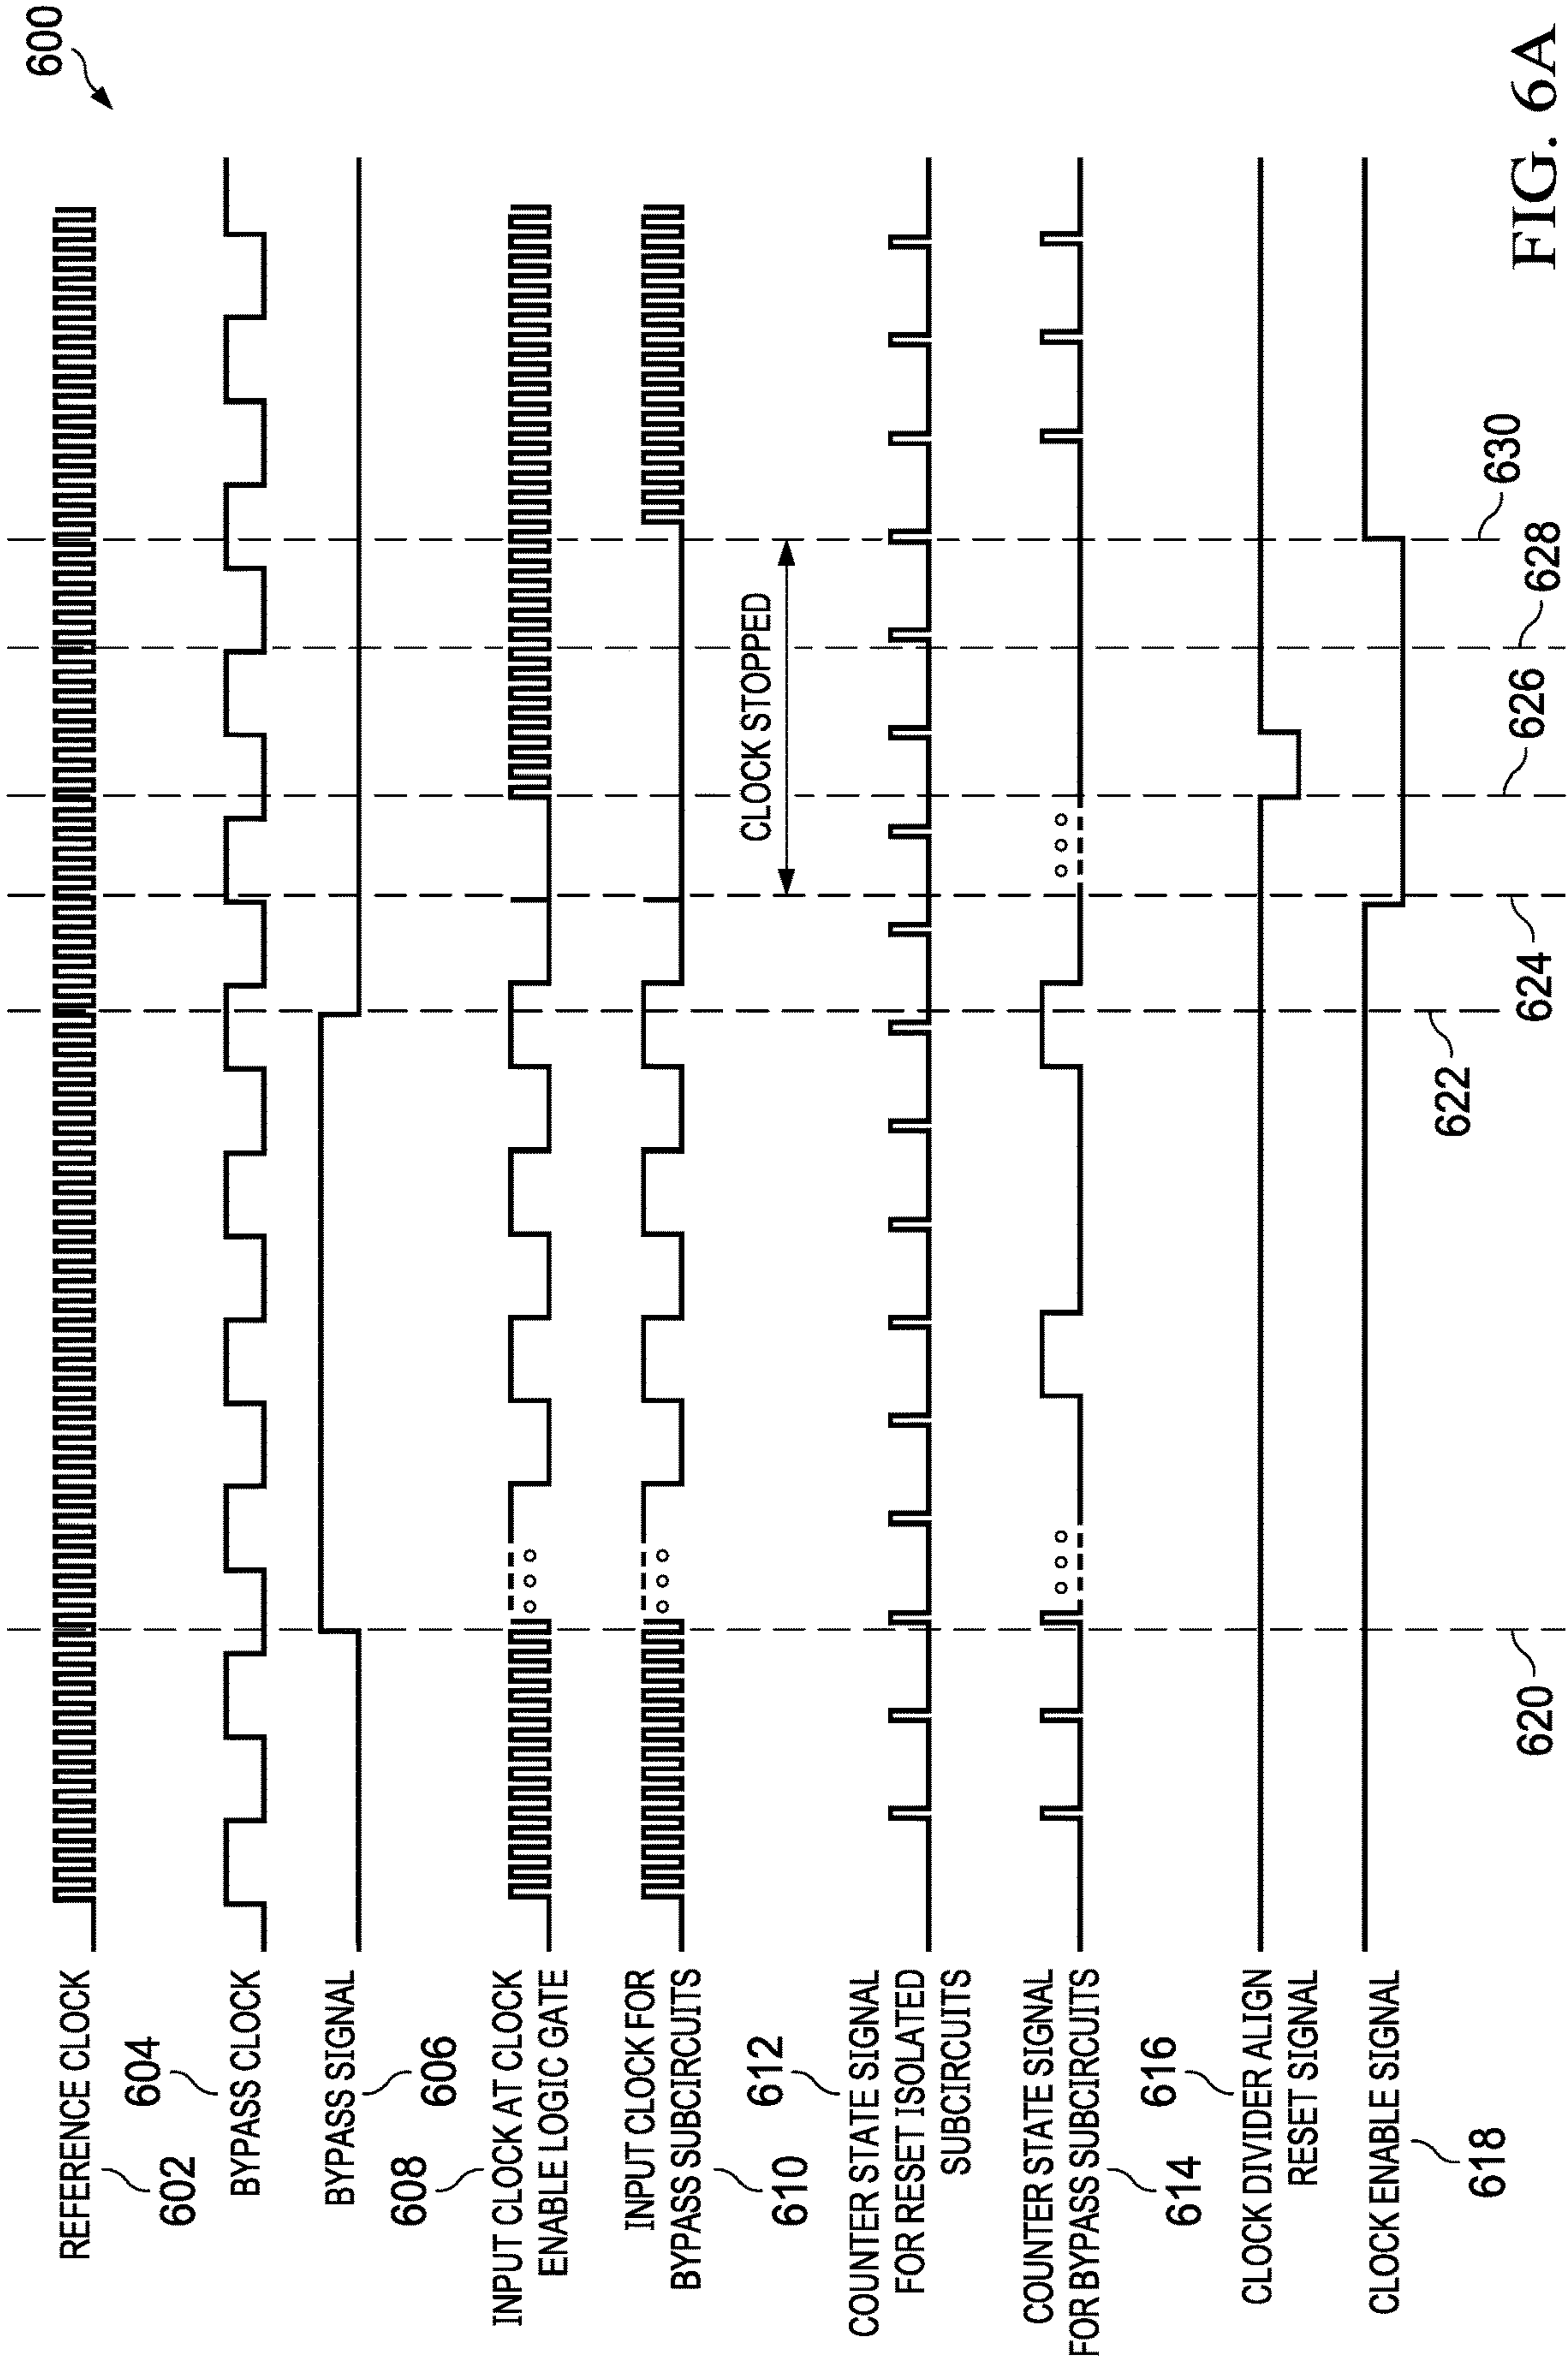 600
REFERENCE CLOCK
602
604
BYPASS CLOCK
BYPASS SIGNAL
606
608
INPUT CLOCK AT CLOCK
ENABLE LOGIC GATE
INPUT CLOCK FOR
BYPASS SUBCIRCUITS
610
CLOCK STOPPED
612
COUNTER STATE SIGNAL
FOR RESET ISOLATED
SUBCIRCUITS
COUNTER STATE SIGNAL
FOR BYPASS SUBCIRCUITS
614
616
CLOCK DIVIDER ALIGN
RESET SIGNAL
CLOCK ENABLE SIGNAL
618
620
622
624
626
628
630
FIG. 6A